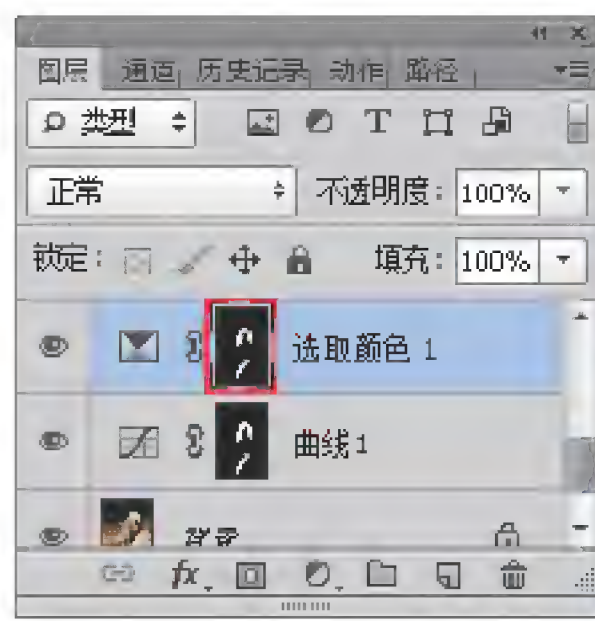 图层 通道 历史记录 动作 路径
类型 T
正常 不透明度: 100%
锁定: 填充: 100%
选取颜色 1
曲线1
背景
fx